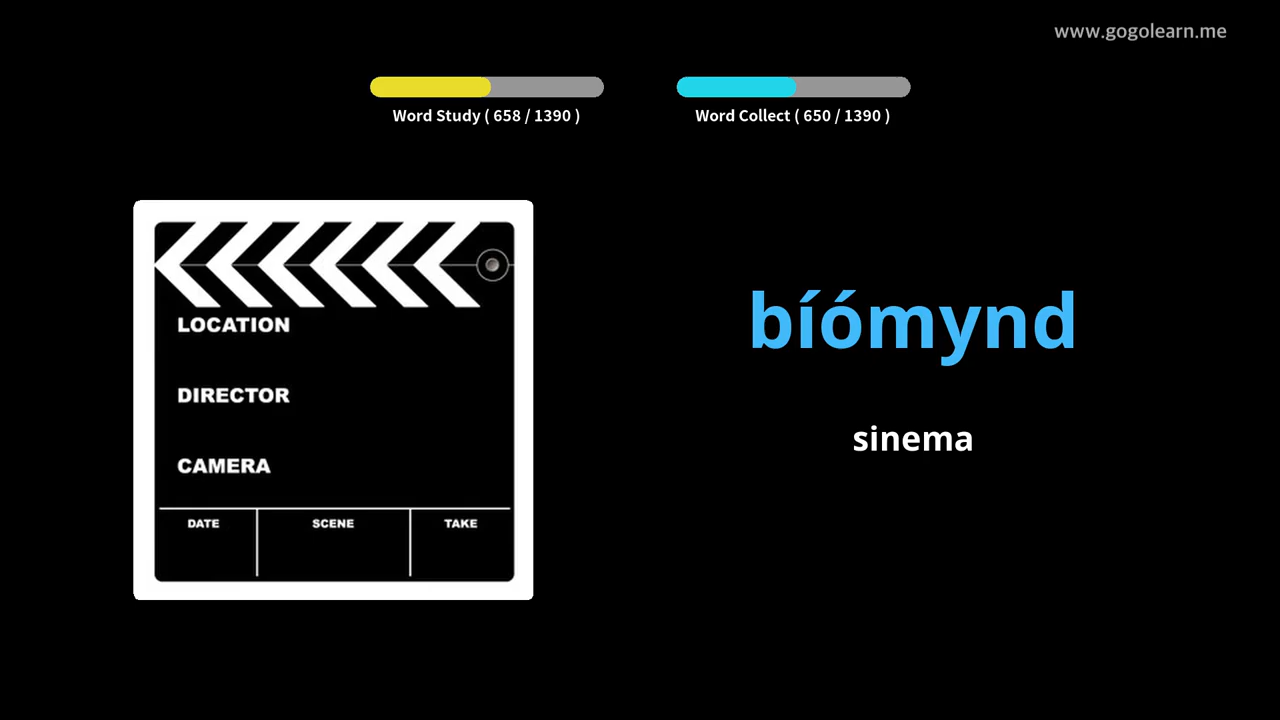 www.gogolearn.me
Word Study ( 658 / 1390 )
Word Collect ( 650 / 1390 )
LOCATION
DIRECTOR
CAMERA
DATE
SCENE
TAKE
bíómynd
sinema